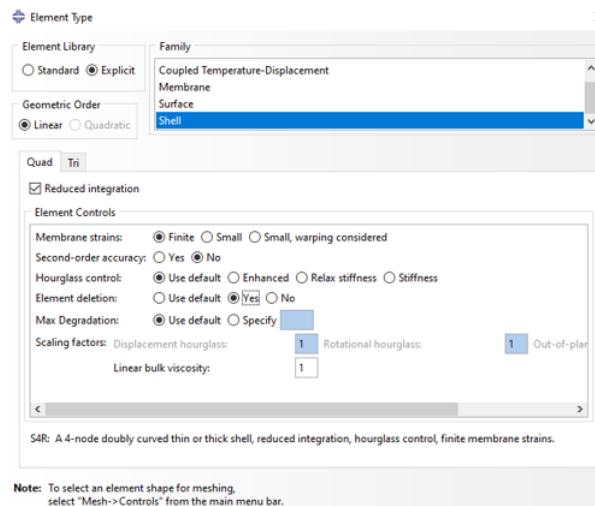 Element Type
Element Library
Family
Standard Explicit
Coupled Temperature-Displacement
Membrane
Surface
Shell
Geometric Order
Linear Quadratic
Quad Tri
Reduced integration
Element Controls
Membrane strains: Finite Small Small, warping considered
Second-order accuracy: Yes No
Hourglass control: Use default Enhanced Relax stiffness Stiffness
Element deletion: Use default Yes No
Max Degradation: Use default Specify
Scaling factors: Displacement hourglass: 1 Rotational hourglass: 1 Out-of-plan
Linear bulk viscosity: 1
S4R: A 4-node doubly curved thin or thick shell, reduced integration, hourglass control, finite membrane strains.
Note: To select an element shape for meshing,
select "Mesh->Controls" from the main menu bar.